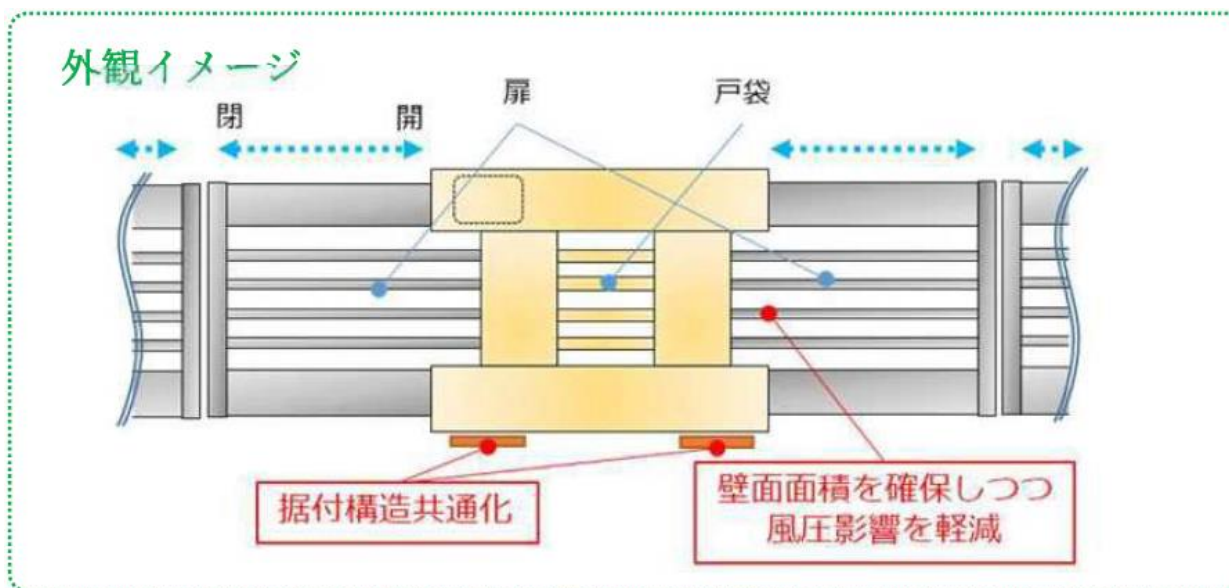 外観イメージ
扉
戸袋
閉
開
据付構造共通化
壁面面積を確保しつつ
風圧影響を軽減